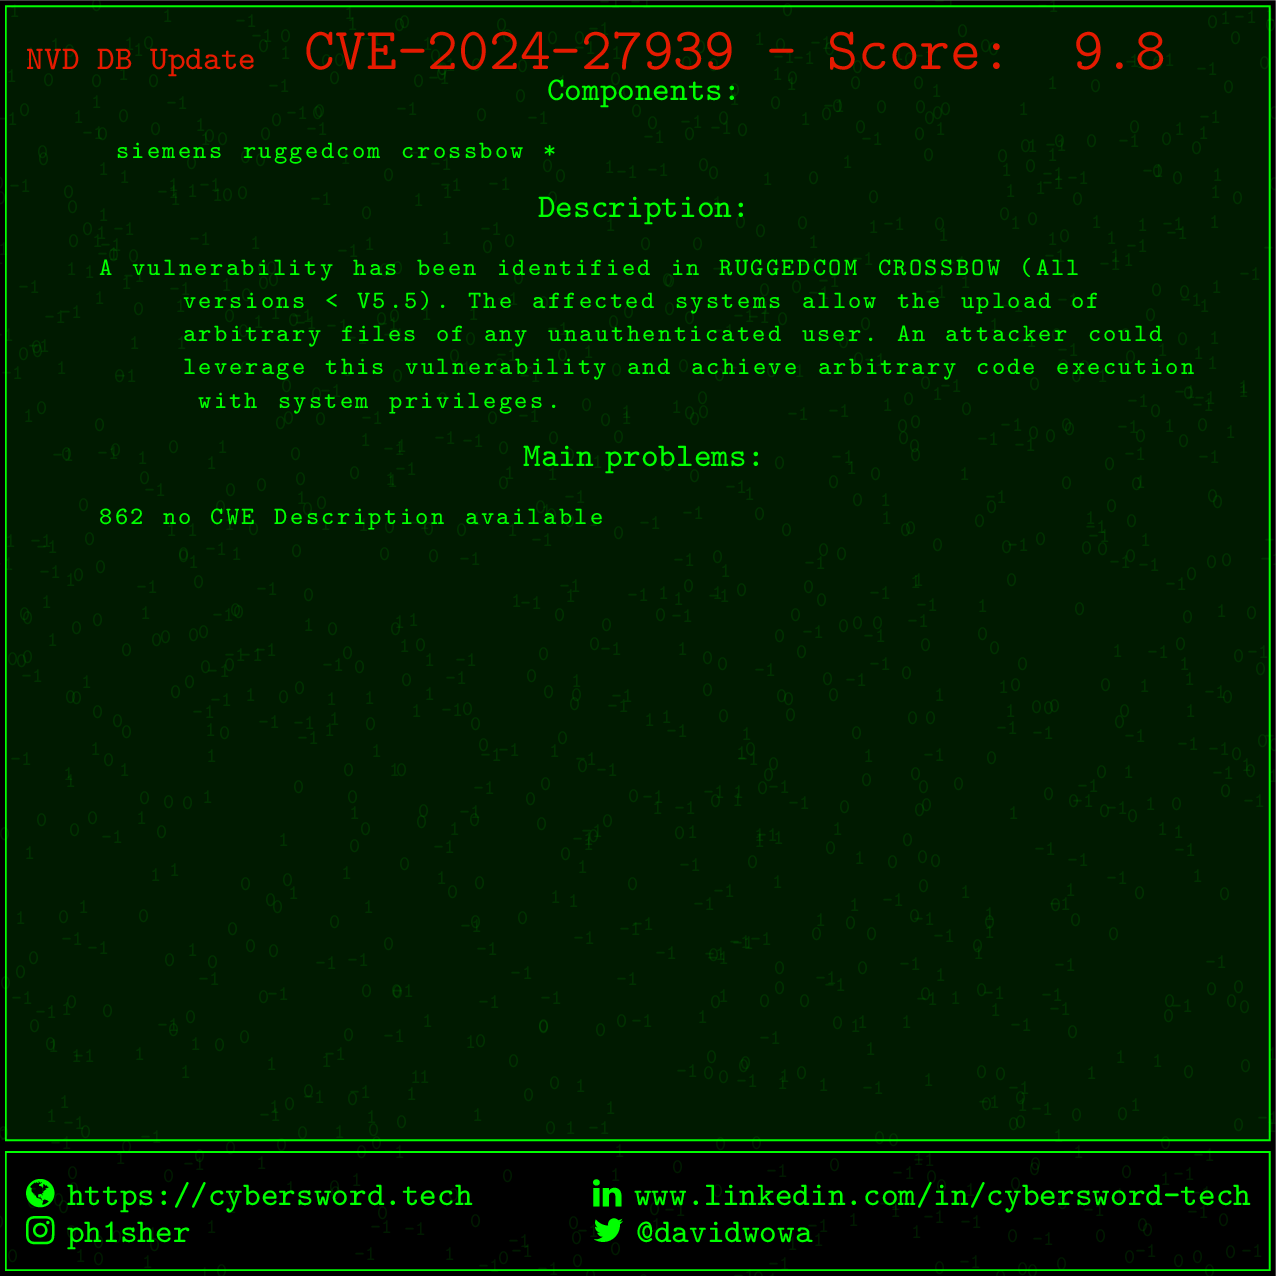 NVD DB Update CVE-2024-27939 - Score: 9.8
Components:
siemens ruggedcom crossbow *
Description:
A vulnerability has been identified in RUGGEDCOM CROSSBOW (All
versions < V5.5). The affected systems allow the upload of
arbitrary files of any unauthenticated user. An attacker could
leverage this vulnerability and achieve arbitrary code execution
with system privileges.
Main problems:
862 no CWE Description available
https://cybersword.tech
www.linkedin.com/in/cybersword-tech
ph1sher
@davidwowa